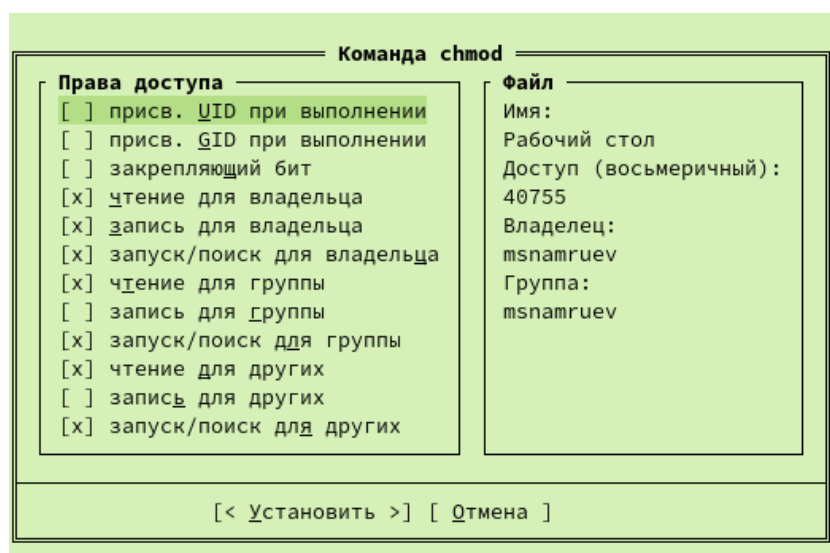 Команда chmod
Права доступа
[ ] присв. UID при выполнении
[ ] присв. GID при выполнении
[ ] закрепляющий бит
[x] чтение для владельца
[x] запись для владельца
[x] запуск/поиск для владельца
[x] чтение для группы
[ ] запись для группы
[x] запуск/поиск для группы
[x] чтение для других
[ ] запись для других
[x] запуск/поиск для других
Файл
Имя:
Рабочий стол
Доступ (восьмеричный):
40755
Владелец:
msnamruev
Группа:
msnamruev
[< Установить >] [ Отмена ]